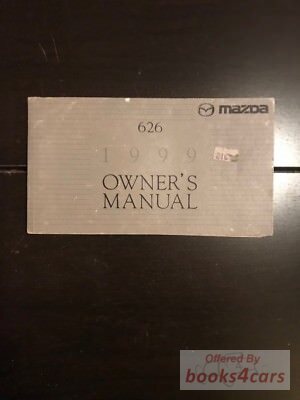 mazda
626
1999
OWNER'S
MANUAL
Offered By
books4cars